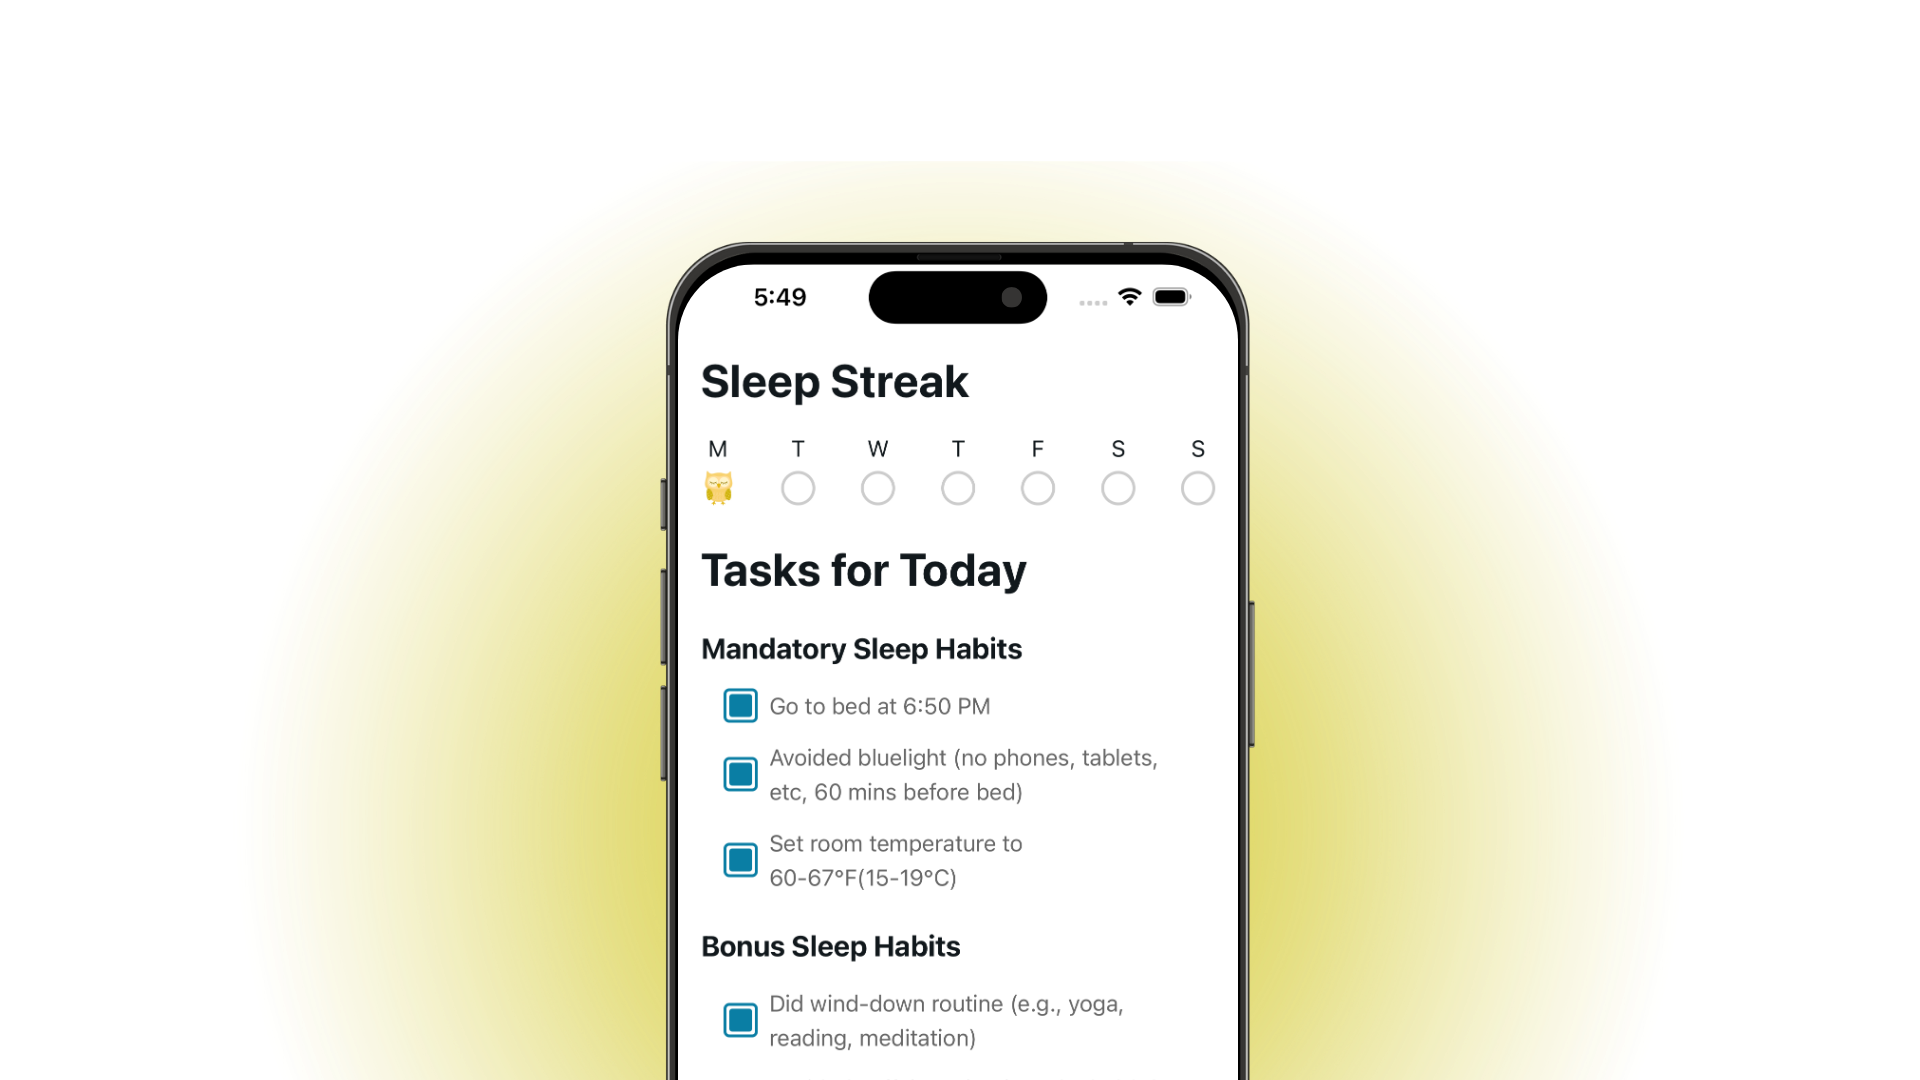 5:49
Sleep Streak
M T W T F S S
Tasks for Today
Mandatory Sleep Habits
Go to bed at 6:50 PM
Avoided bluelight (no phones, tablets,
etc, 60 mins before bed)
Set room temperature to
60-67°F(15-19°C)
Bonus Sleep Habits
Did wind-down routine (e.g., yoga,
reading, meditation)